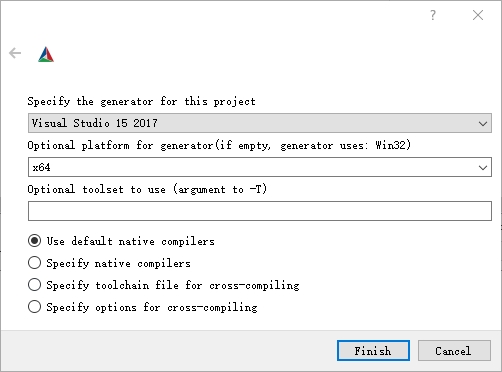 ?
Specify the generator for this project
Visual Studio 15 2017
Optional platform for generator(if empty, generator uses: Win32)
x64
Optional toolset to use (argument to -T)
Use default native compilers
Specify native compilers
Specify toolchain file for cross-compiling
Specify options for cross-compiling
Finish Cancel